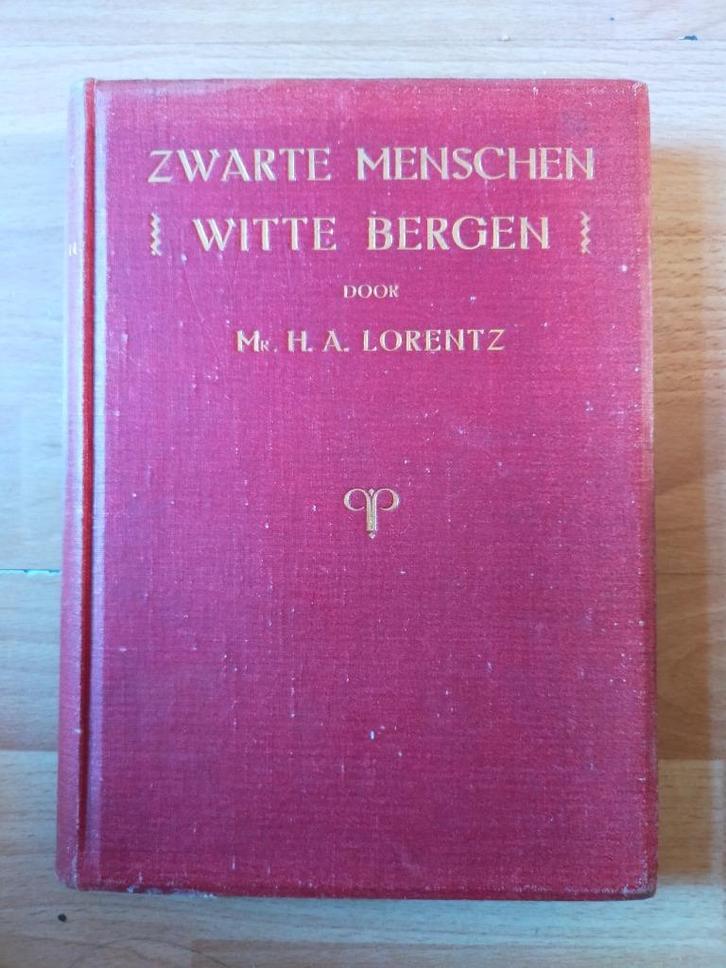 ZWARTE MENSCHEN
WITTE BERGEN
DOOR
Mr. H. A. LORENTZ